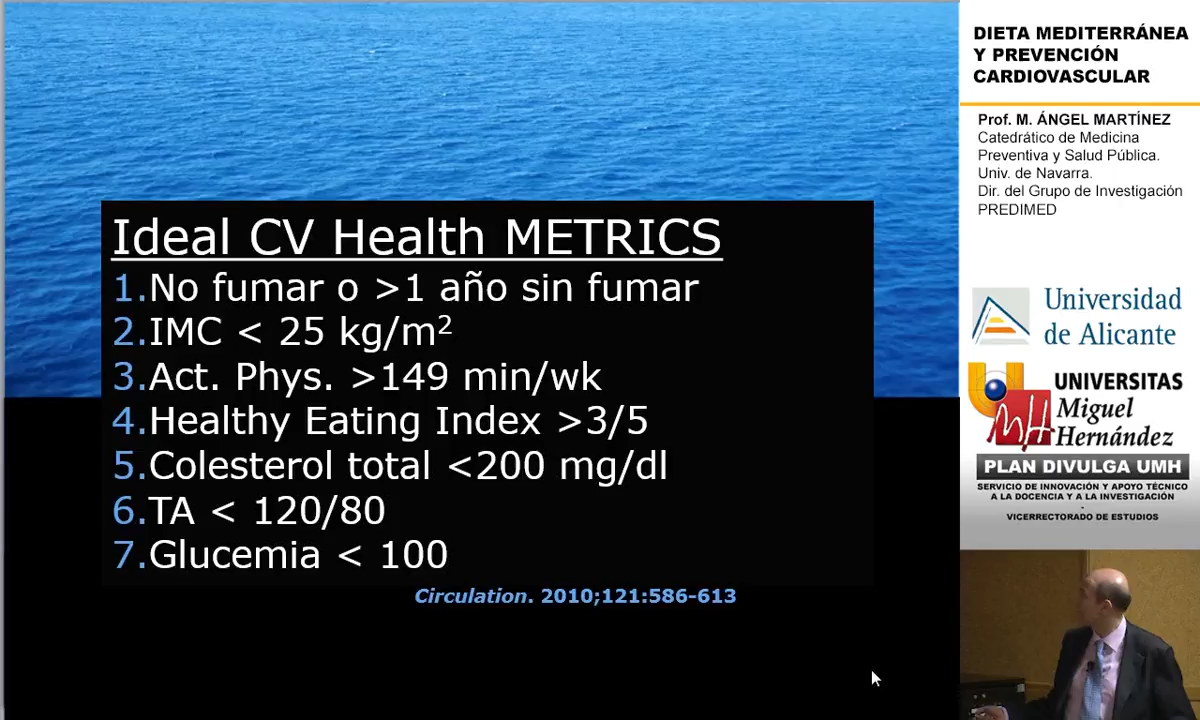 Ideal CV Health METRICS
1.No fumar o >1 año sin fumar
2.IMC < 25 kg/m²
3.Act. Phys. >149 min/wk
4.Healthy Eating Index >3/5
5.Colesterol total <200 mg/dl
6.TA < 120/80
7.Glucemia < 100
Circulation. 2010;121:586-613
DIETA MEDITERRÁNEA
Y PREVENCIÓN
CARDIOVASCULAR
Prof. M. ÁNGEL MARTÍNEZ
Catedrático de Medicina
Preventiva y Salud Pública.
Univ. de Navarra.
Dir. del Grupo de Investigación
PREDIMED
Universidad
de Alicante
UNIVERSITAS
Miguel
Hernández
PLAN DIVULGA UMH
SERVICIO DE INNOVACIÓN Y APOYO TÉCNICO
A LA DOCENCIA Y A LA INVESTIGACIÓN
-
VICERRECTORADO DE ESTUDIOS